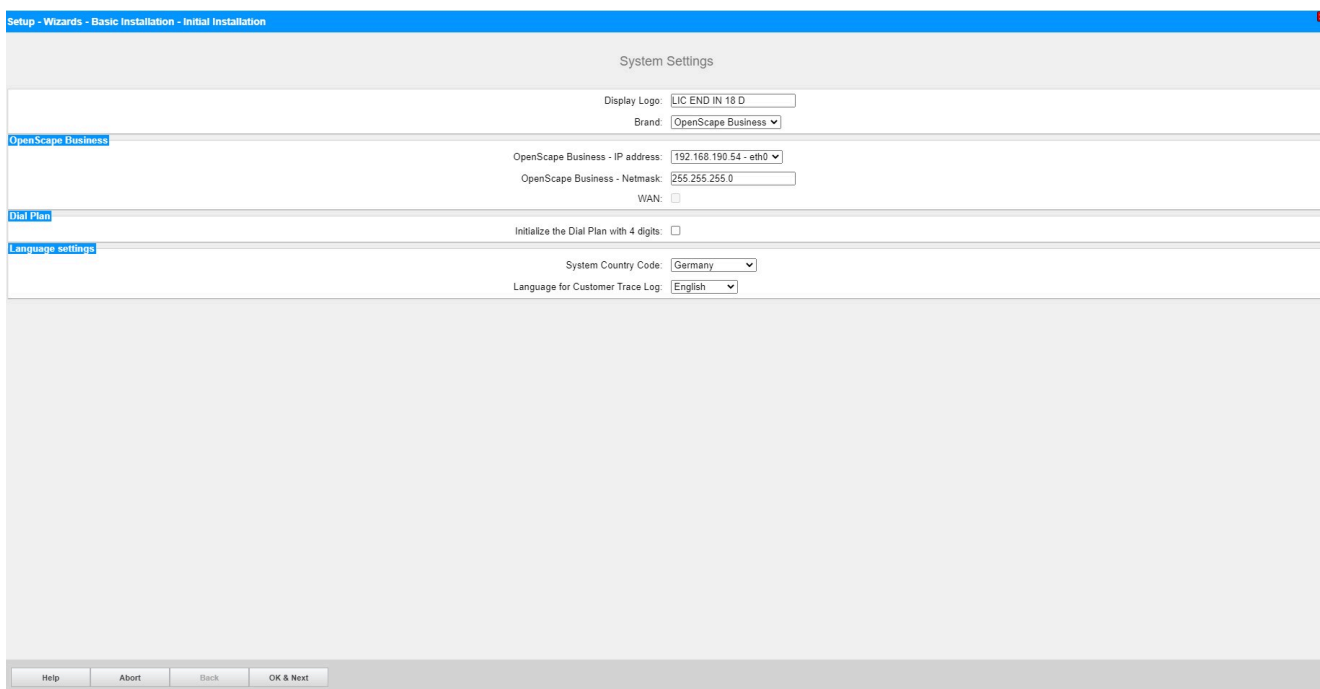 Setup - Wizards - Basic Installation - Initial Installation
System Settings
Display Logo: LIC END IN 18 D
Brand: OpenScape Business
OpenScape Business
OpenScape Business - IP address: 192.168.190.54 - eth0
OpenScape Business - Netmask: 255.255.255.0
WAN:
Dial Plan
Initialize the Dial Plan with 4 digits:
Language settings
System Country Code: Germany
Language for Customer Trace Log: English
Help Abort Back OK & Next